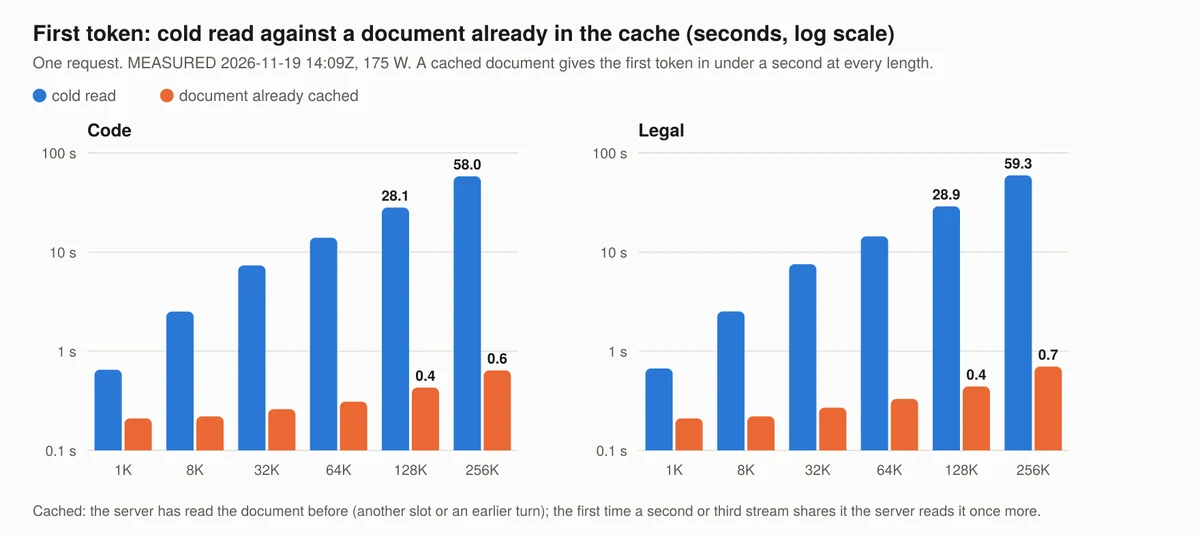 First token: cold read against a document already in the cache (seconds, log scale)
One request. MEASURED 2026-11-19 14:09Z, 175 W. A cached document gives the first token in under a second at every length.
cold read document already cached
Code
100 s
10 s
1 s
0.1 s
58.0
28.1
0.6
0.4
1K 8K 32K 64K 128K 256K
Legal
100 s
10 s
1 s
0.1 s
59.3
28.9
0.7
0.4
1K 8K 32K 64K 128K 256K
Cached: the server has read the document before (another slot or an earlier turn); the first time a second or third stream shares it the server reads it once more.